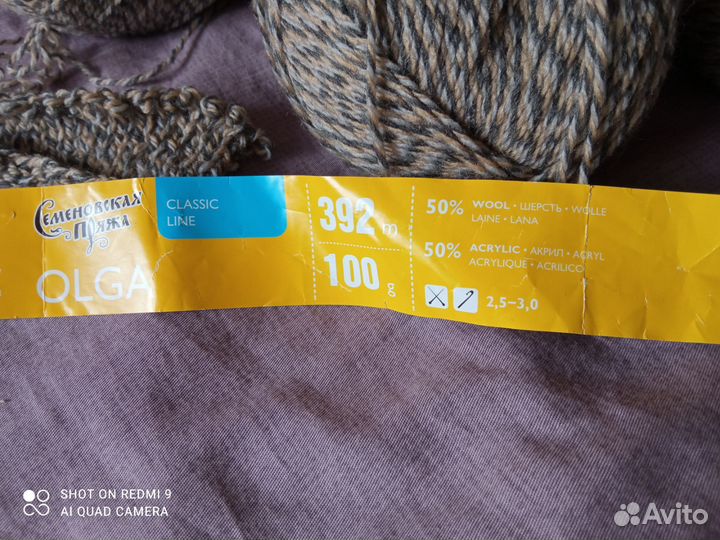 Семеновская
Пряжа
CLASSIC
LINE
OLGA
392 m
100 g
50% WOOL • ШЕРСТЬ • WOLLE
LAINE • LANA
50% ACRYLIC • АКРИЛ • ACRYL
ACRYLIQUE • ACRILICO
2,5–3,0
SHOT ON REDMI 9
AI QUAD CAMERA
Avito